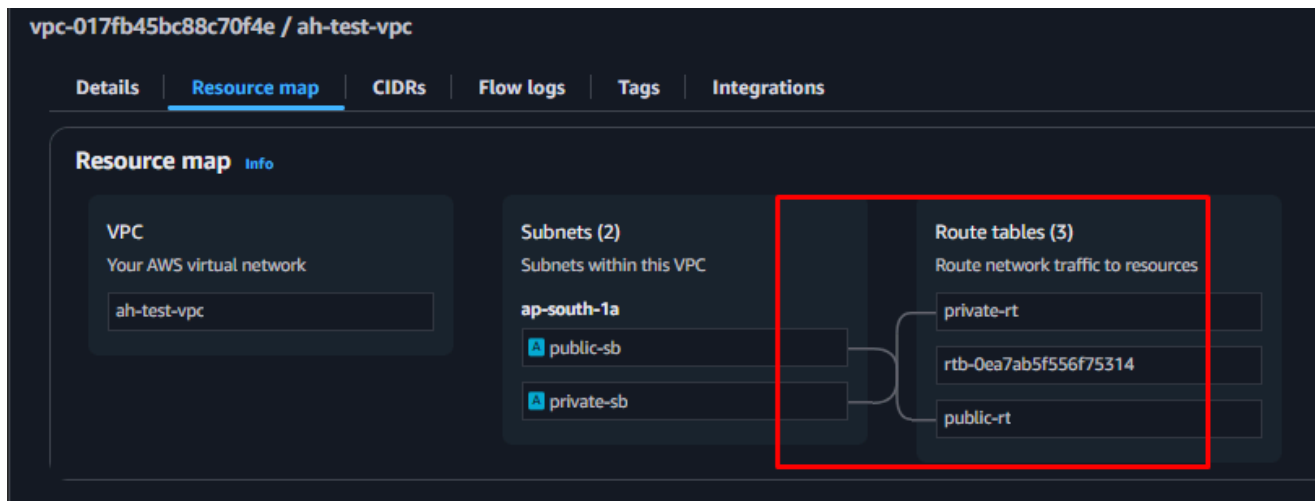 vpc-017fb45bc88c70f4e / ah-test-vpc
Details Resource map CIDRs Flow logs Tags Integrations
Resource map Info
VPC
Your AWS virtual network
ah-test-vpc
Subnets (2)
Subnets within this VPC
ap-south-1a
A public-sb
A private-sb
Route tables (3)
Route network traffic to resources
private-rt
rtb-0ea7ab5f556f75314
public-rt